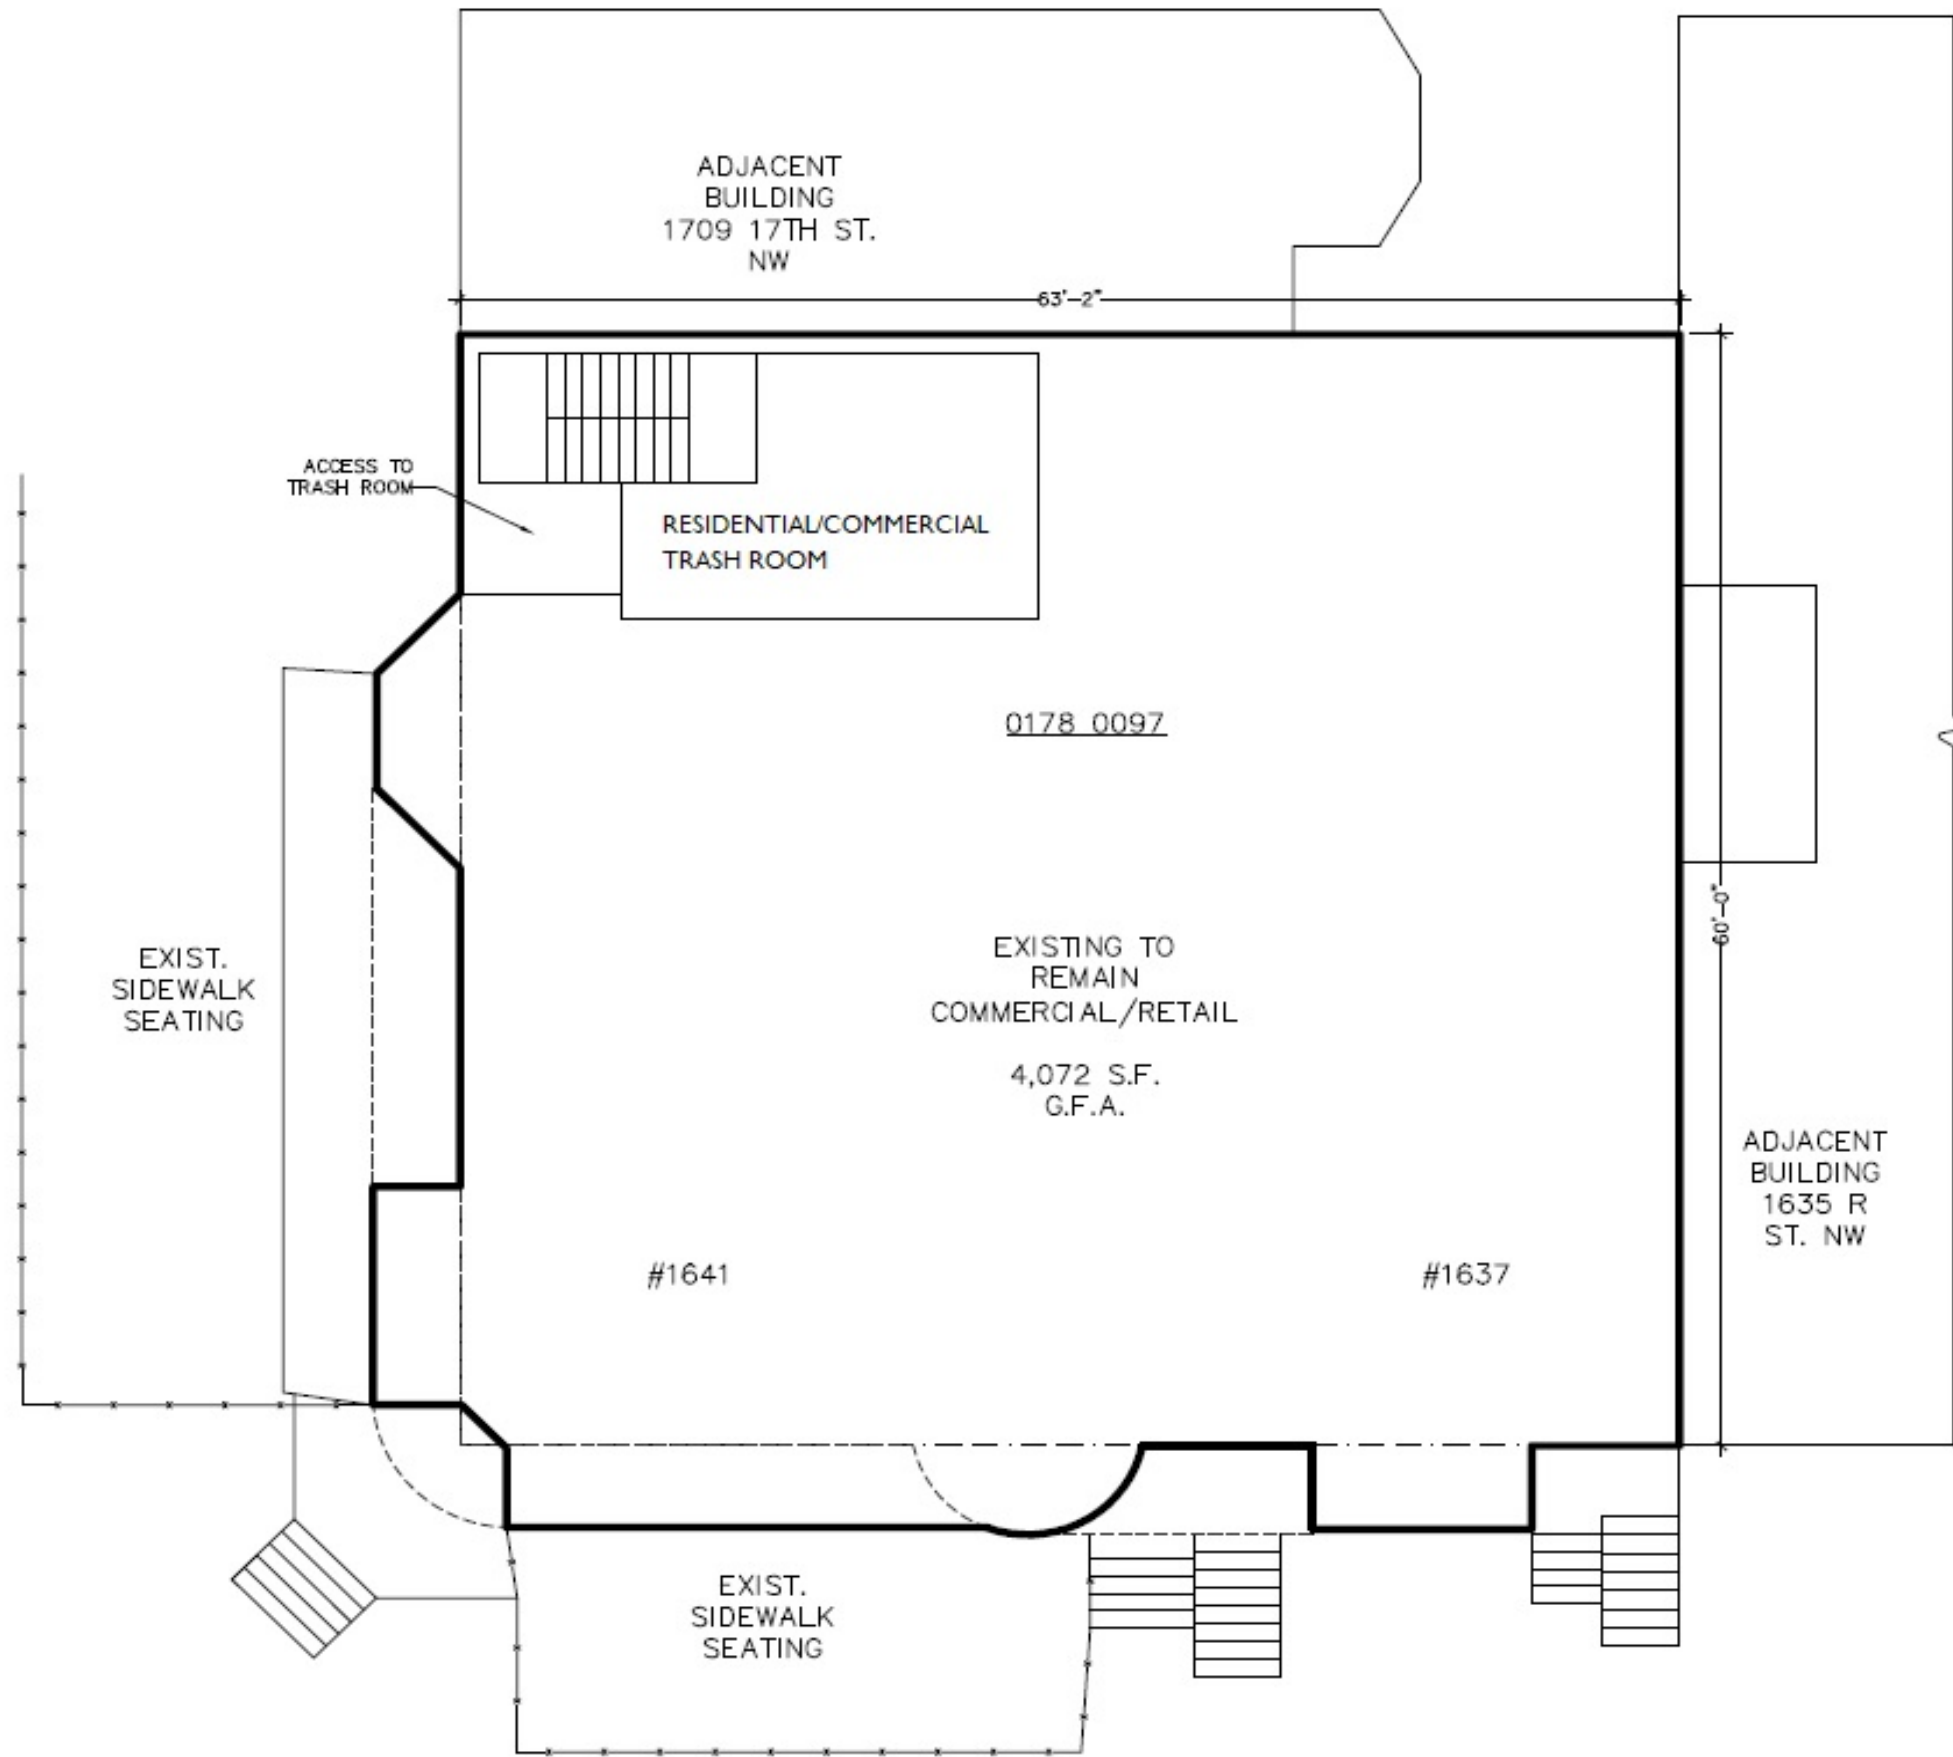 ADJACENT
BUILDING
1709 17TH ST.
NW
63'-2"
ACCESS TO
TRASH ROOM
RESIDENTIAL/COMMERCIAL
TRASH ROOM
0178 0097
60'-0"
EXIST.
SIDEWALK
SEATING
EXISTING TO
REMAIN
COMMERCIAL/RETAIL
4,072 S.F.
G.F.A.
ADJACENT
BUILDING
1635 R
ST. NW
#1641
#1637
EXIST.
SIDEWALK
SEATING